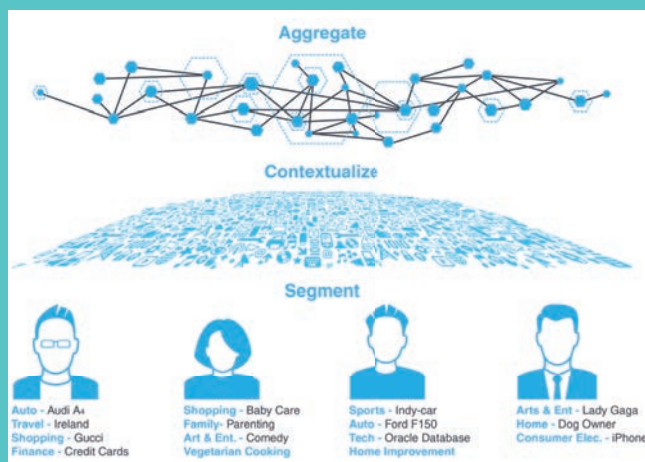 Aggregate
Contextualize
Segment
Auto - Audi A4
Travel - Ireland
Shopping - Gucci
Finance - Credit Cards
Shopping - Baby Care
Family- Parenting
Art & Ent. - Comedy
Vegetarian Cooking
Sports - Indy-car
Auto - Ford F150
Tech - Oracle Database
Home Improvement
Arts & Ent - Lady Gaga
Home - Dog Owner
Consumer Elec. - iPhone